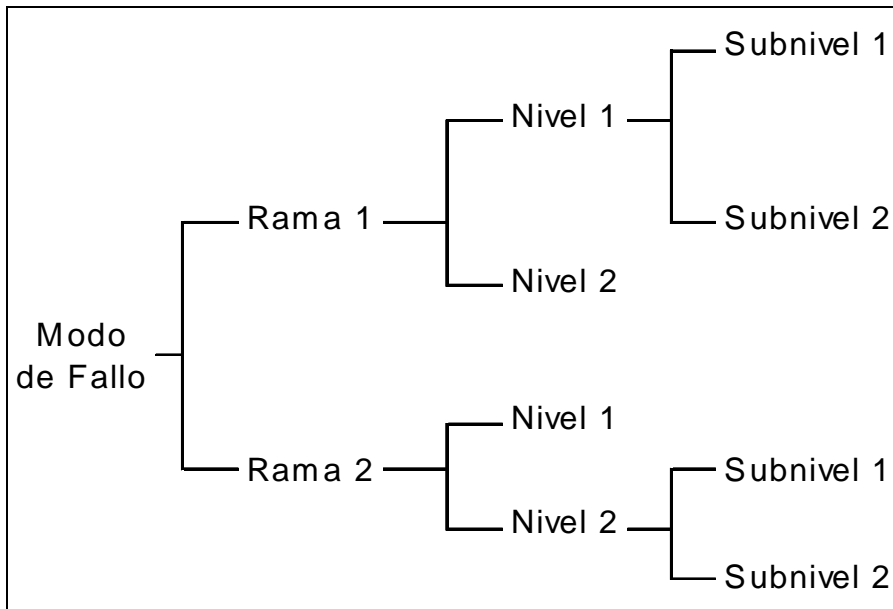 Subnivel 1
Nivel 1
Rama 1
Subnivel 2
Nivel 2
Modo
de Fallo
Nivel 1
Rama 2
Subnivel 1
Nivel 2
Subnivel 2